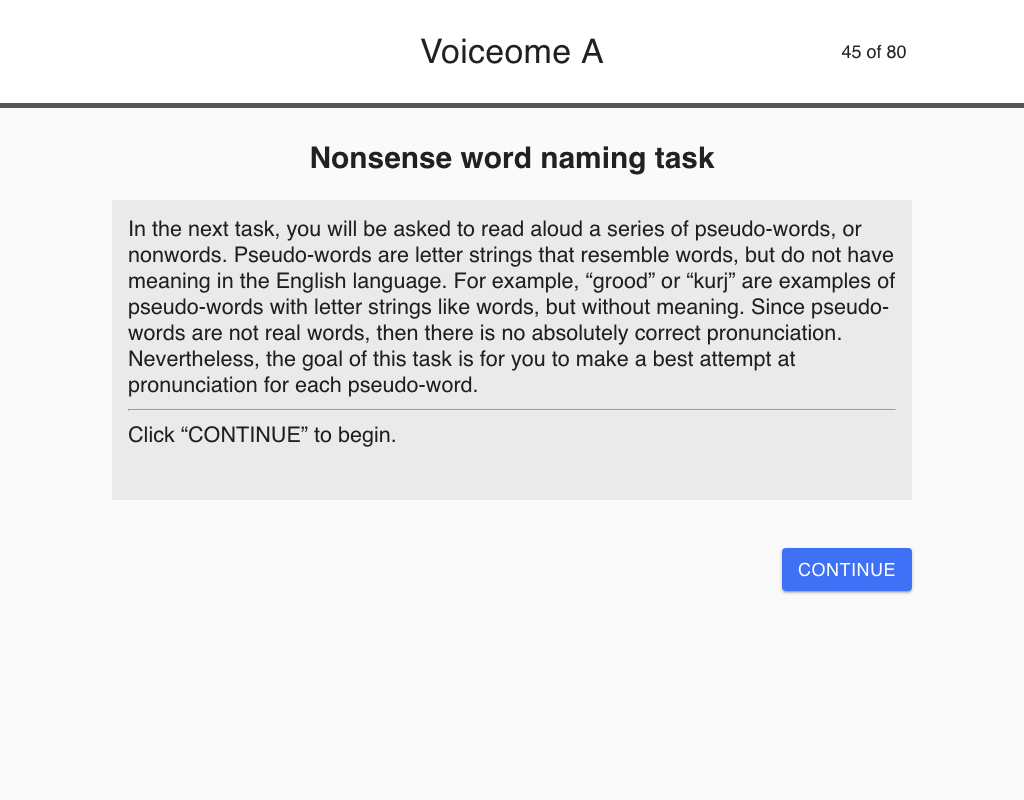 Voiceome A
45 of 80
Nonsense word naming task
In the next task, you will be asked to read aloud a series of pseudo-words, or
nonwords. Pseudo-words are letter strings that resemble words, but do not have
meaning in the English language. For example, “grood” or “kurj” are examples of
pseudo-words with letter strings like words, but without meaning. Since pseudo-
words are not real words, then there is no absolutely correct pronunciation.
Nevertheless, the goal of this task is for you to make a best attempt at
pronunciation for each pseudo-word.
Click “CONTINUE” to begin.
CONTINUE